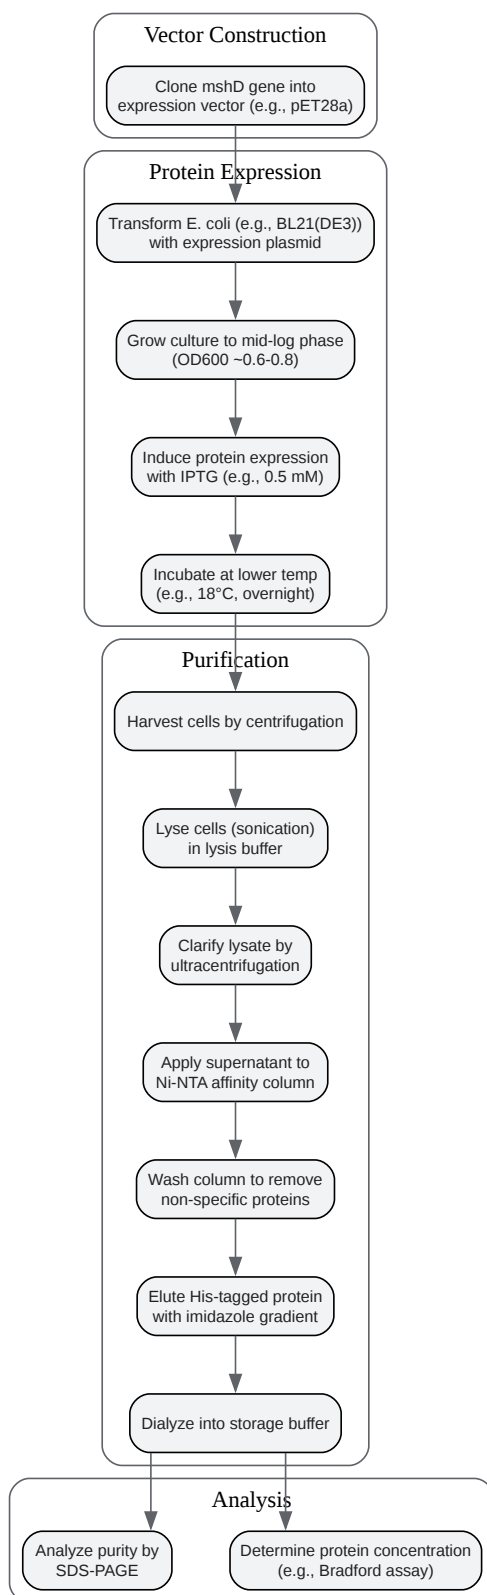 Vector Construction
Clone mshD gene into
expression vector (e.g., pET28a)
Protein Expression
Transform E. coli (e.g., BL21(DE3))
with expression plasmid
Grow culture to mid-log phase
(OD600 ~0.6-0.8)
Induce protein expression
with IPTG (e.g., 0.5 mM)
Incubate at lower temp
(e.g., 18°C, overnight)
Purification
Harvest cells by centrifugation
Lyse cells (sonication)
in lysis buffer
Clarify lysate by
ultracentrifugation
Apply supernatant to
Ni-NTA affinity column
Wash column to remove
non-specific proteins
Elute His-tagged protein
with imidazole gradient
Dialyze into storage buffer
Analysis
Analyze purity by
SDS-PAGE
Determine protein concentration
(e.g., Bradford assay)